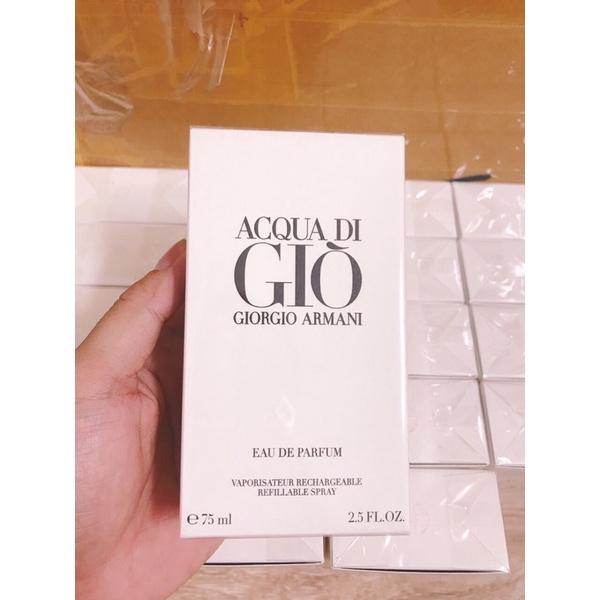 ACQUA DI
GIÒ
GIORGIO ARMANI
EAU DE PARFUM
VAPORISATEUR RECHARGEABLE
REFILLABLE SPRAY
℮ 75 ml 2.5 FL.OZ.